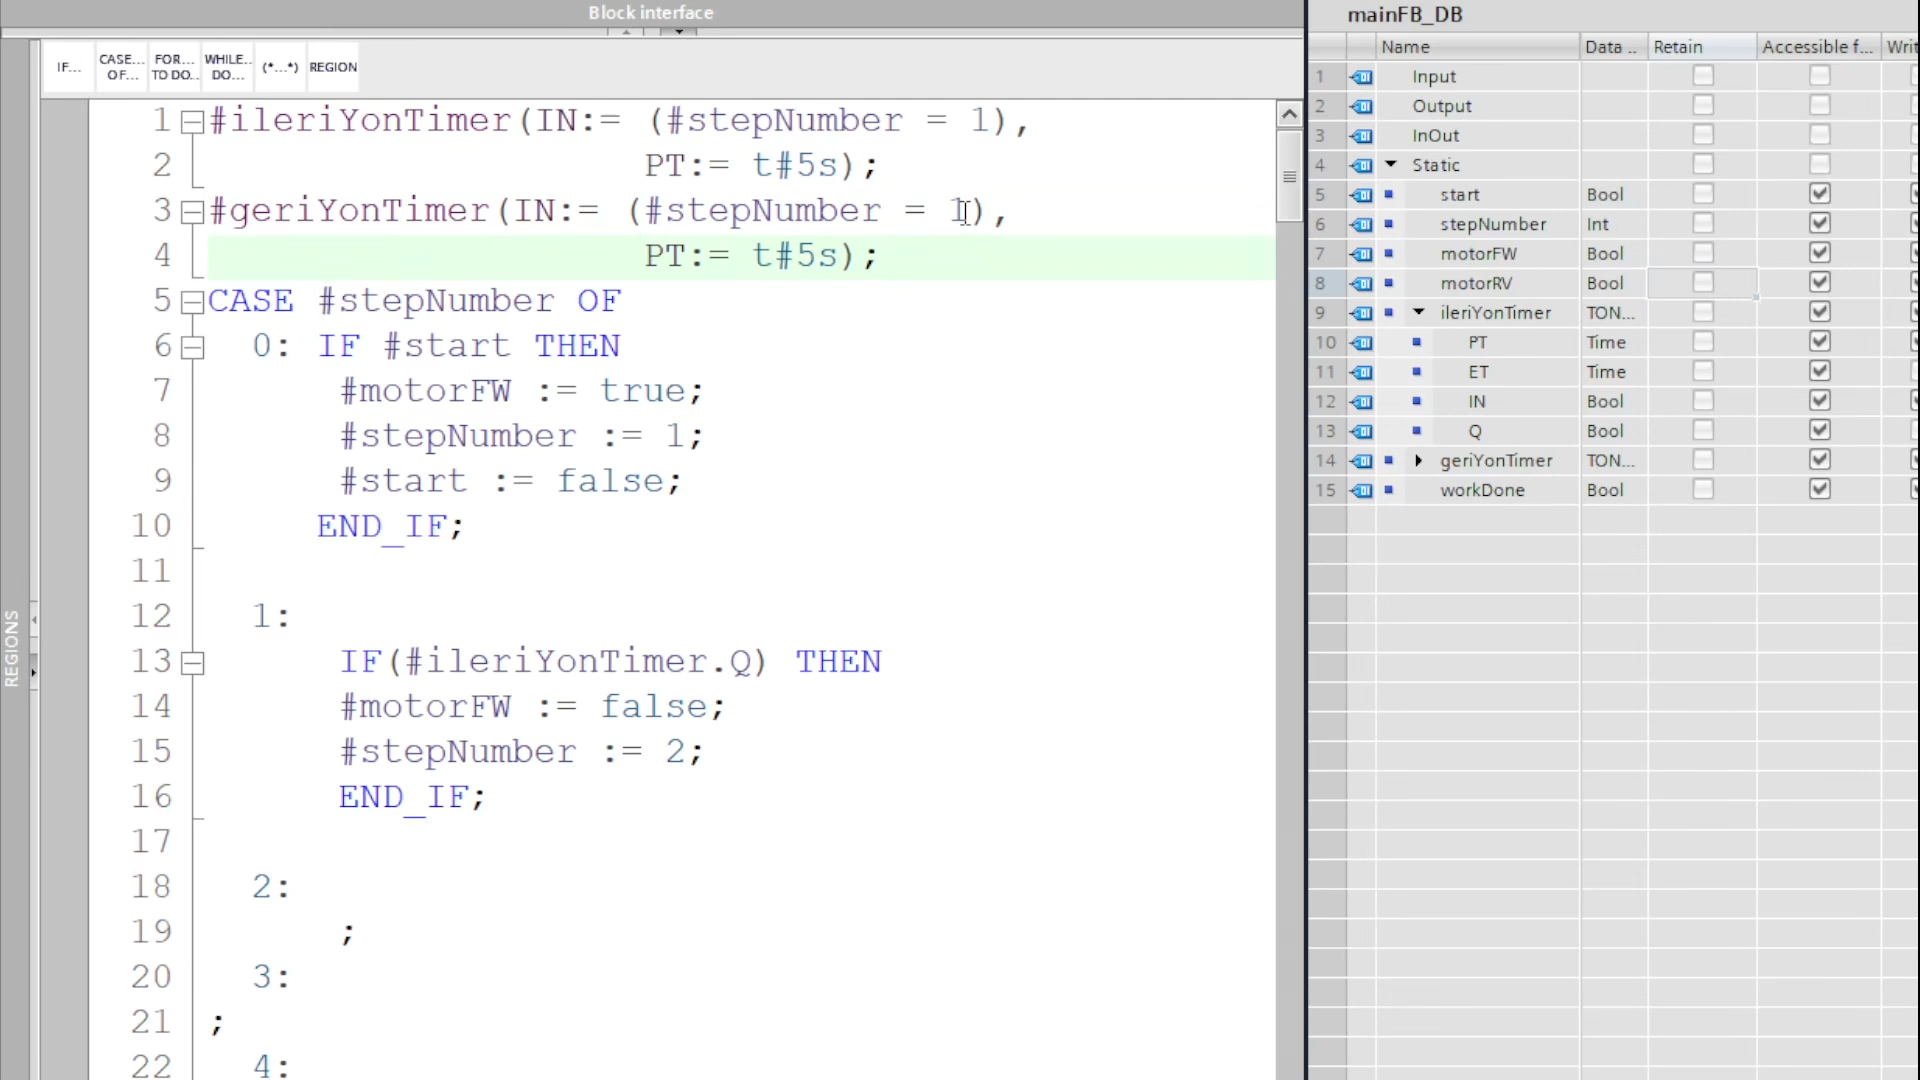 Block interface
IF... CASE... OF... FOR... TO DO... WHILE... DO... (*...*) REGION
1 #ileriYonTimer(IN:= (#stepNumber = 1),
2 PT:= t#5s);
3 #geriYonTimer(IN:= (#stepNumber = 1),
4 PT:= t#5s);
5 CASE #stepNumber OF
6 0: IF #start THEN
7 #motorFW := true;
8 #stepNumber := 1;
9 #start := false;
10 END_IF;
11
12 1:
13 IF(#ileriYonTimer.Q) THEN
14 #motorFW := false;
15 #stepNumber := 2;
16 END_IF;
17
18 2:
19 ;
20 3:
21 ;
22 4:
REGIONS
mainFB_DB
Name Data .. Retain Accessible f... Writ
1 Input
2 Output
3 InOut
4 Static
5 start Bool
6 stepNumber Int
7 motorFW Bool
8 motorRV Bool
9 ileriYonTimer TON...
10 PT Time
11 ET Time
12 IN Bool
13 Q Bool
14 geriYonTimer TON...
15 workDone Bool